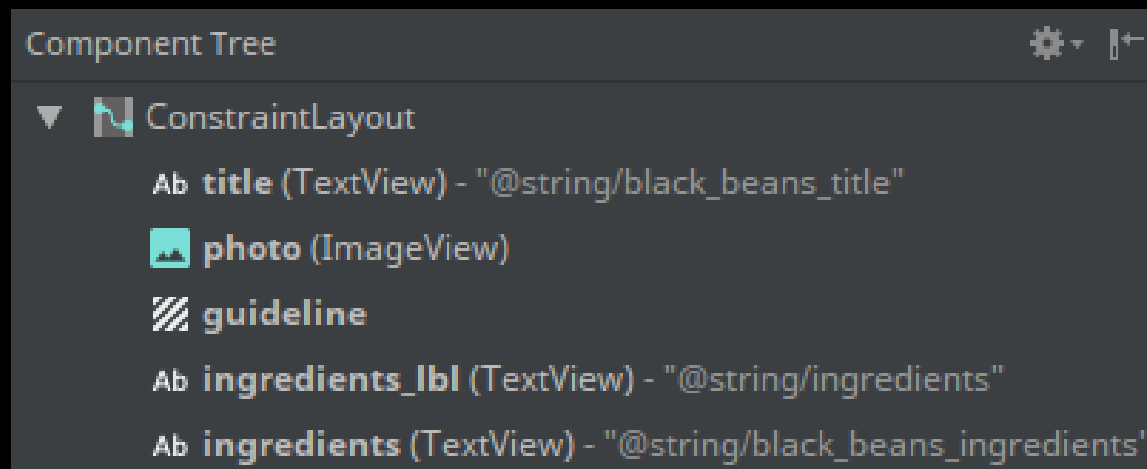 Component Tree
ConstraintLayout
Ab title (TextView) - "@string/black_beans_title"
photo (ImageView)
guideline
Ab ingredients_lbl (TextView) - "@string/ingredients"
Ab ingredients (TextView) - "@string/black_beans_ingredients"